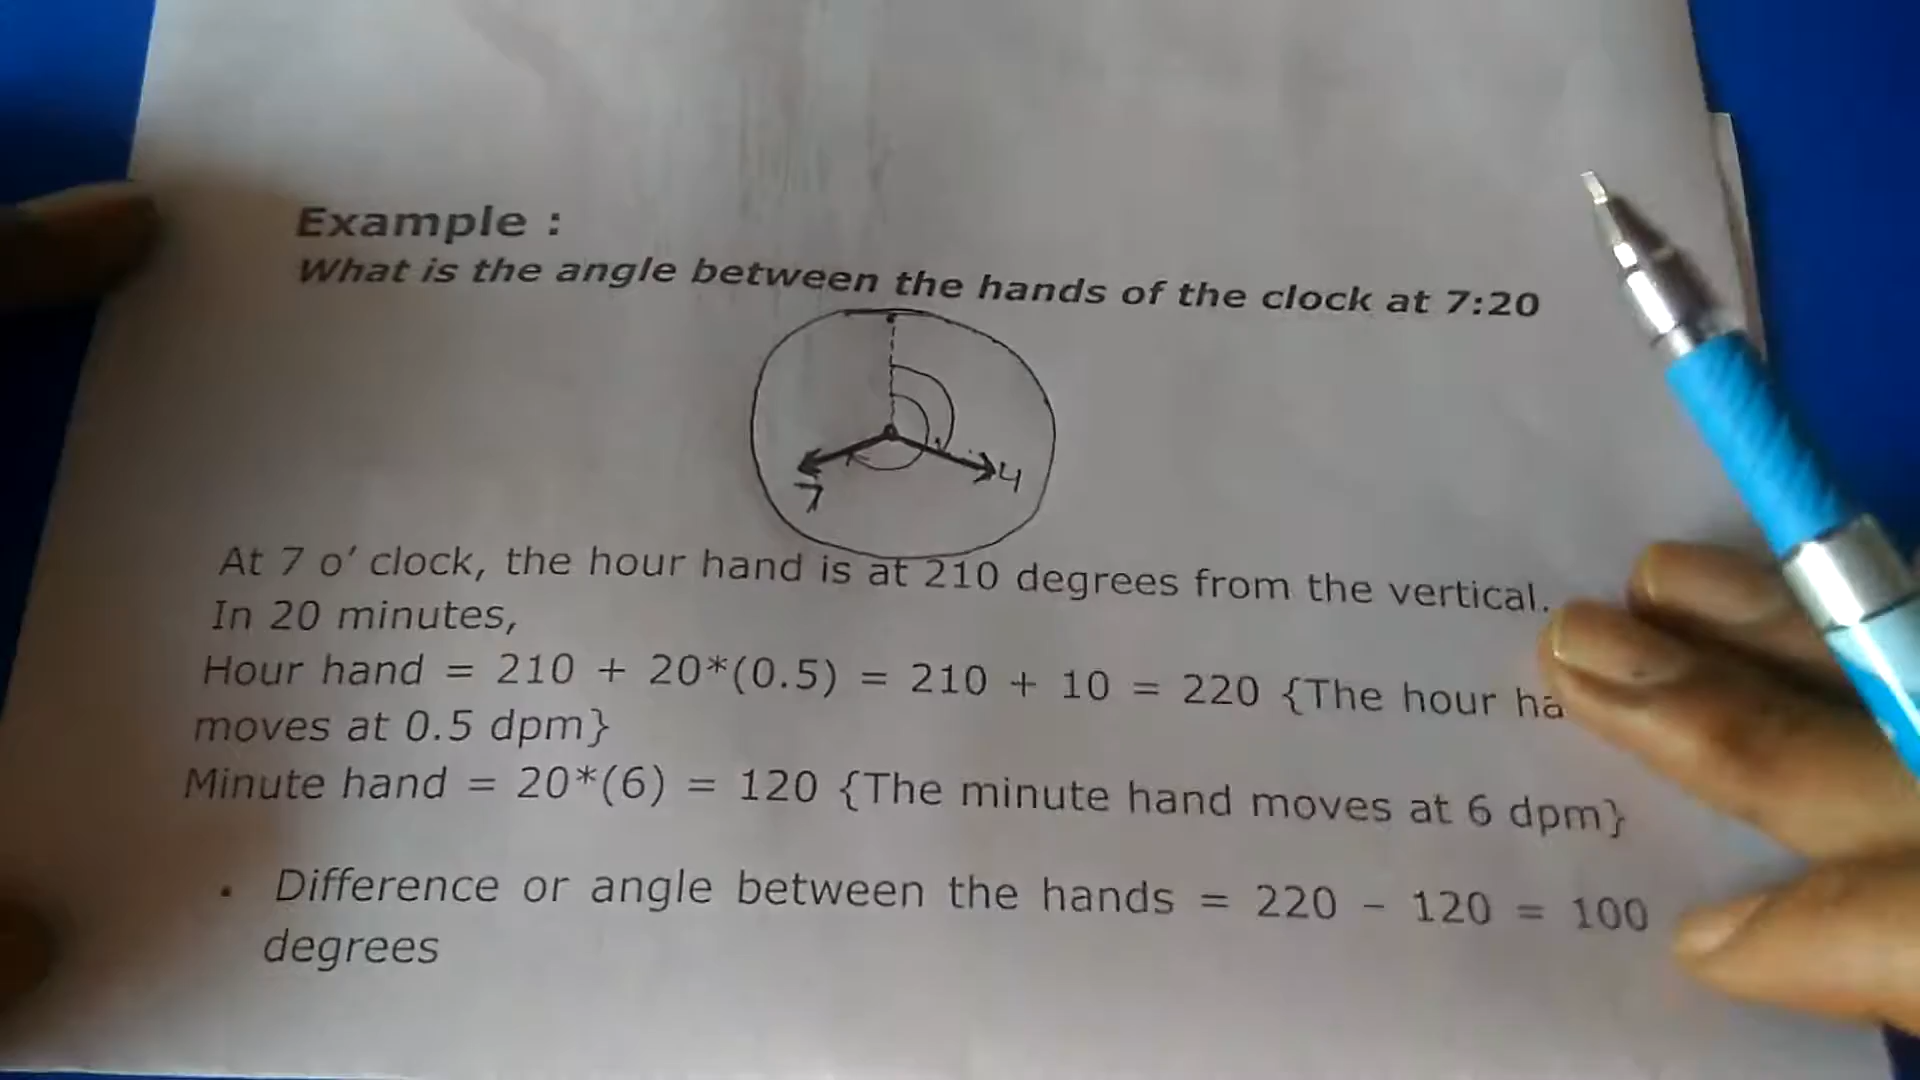 Example :
What is the angle between the hands of the clock at 7:20
7
4
At 7 o’ clock, the hour hand is at 210 degrees from the vertical.
In 20 minutes,
Hour hand = 210 + 20*(0.5) = 210 + 10 = 220 {The hour
moves at 0.5 dpm}
Minute hand = 20*(6) = 120 {The minute hand moves at 6 dpm}
• Difference or angle between the hands = 220 – 120 = 100
degrees